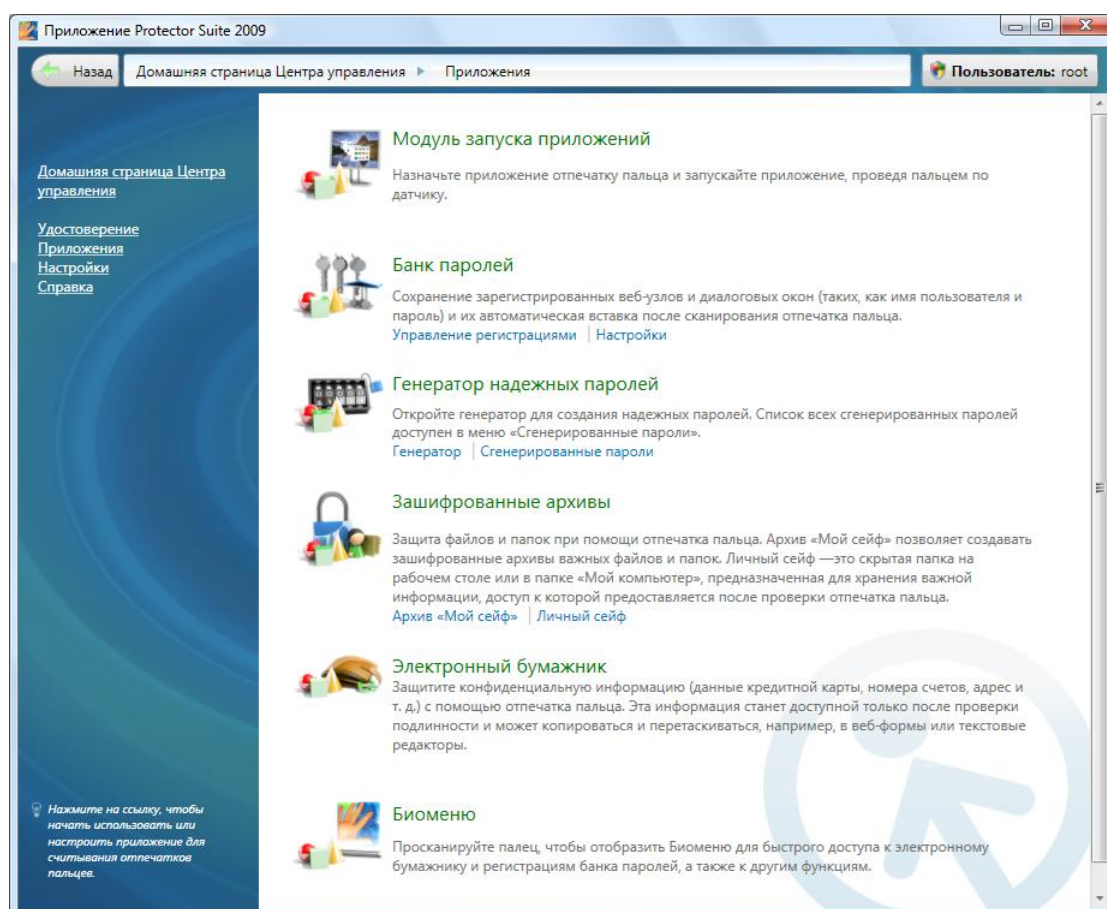 Приложение Protector Suite 2009
Назад
Домашняя страница Центра управления
Приложения
Пользователь: root
Домашняя страница Центра
управления
Удостоверение
Приложения
Настройки
Справка
Нажмите на ссылку, чтобы
начать использовать или
настроить приложение для
считывания отпечатков
пальцев.
Модуль запуска приложений
Назначьте приложение отпечатку пальца и запускайте приложение, проведя пальцем по
датчику.
Банк паролей
Сохранение зарегистрированных веб-узлов и диалоговых окон (таких, как имя пользователя и
пароль) и их автоматическая вставка после сканирования отпечатка пальца.
Управление регистрациями | Настройки
Генератор надежных паролей
Откройте генератор для создания надежных паролей. Список всех сгенерированных паролей
доступен в меню «Сгенерированные пароли».
Генератор | Сгенерированные пароли
Зашифрованные архивы
Защита файлов и папок при помощи отпечатка пальца. Архив «Мой сейф» позволяет создавать
зашифрованные архивы важных файлов и папок. Личный сейф —это скрытая папка на
рабочем столе или в папке «Мой компьютер», предназначенная для хранения важной
информации, доступ к которой предоставляется после проверки отпечатка пальца.
Архив «Мой сейф» | Личный сейф
Электронный бумажник
Защитите конфиденциальную информацию (данные кредитной карты, номера счетов, адрес и
т. д.) с помощью отпечатка пальца. Эта информация станет доступной только после проверки
подлинности и может копироваться и перетаскиваться, например, в веб-формы или текстовые
редакторы.
Биоменю
Просканируйте палец, чтобы отобразить Биоменю для быстрого доступа к электронному
бумажнику и регистрациям банка паролей, а также к другим функциям.